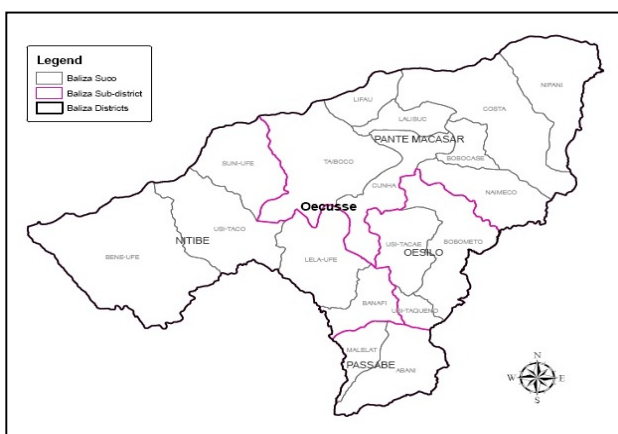 Legend
Baliza Suco
Baliza Sub-district
Baliza Districts
NIPANI
LIFAU
COSTA
LALISUC
PANTE MACASAR
BOBOCABE
SUNI-UFE
TAIBOCO
CUNHA
NAIMECO
Oecusse
USI-TACO
NITIBE
BOBOMETO
USI-TACAE
OESILO
BENE-UFE
LELA-UFE
BANAFI
USI-TAQUENO
MALELAT
PASSABE
ABANI
N
W
E
S